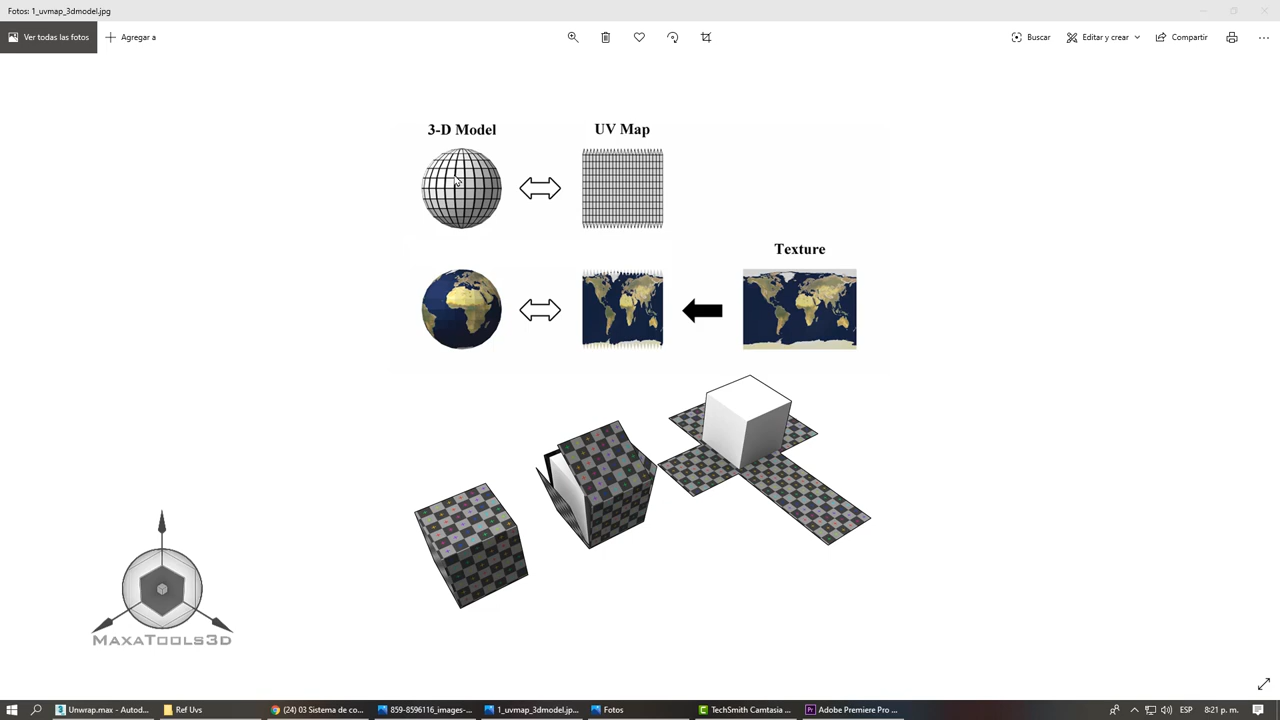 Fotos: 1_uvmap_3dmodel.jpg
Ver todas las fotos
Agregar a
Buscar
Editar y crear
Compartir
3-D Model
UV Map
Texture
MaxaTools3D
Unwrap.max - Autod...
Ref Uvs
(24) 03 Sistema de co...
859-8596116_images-...
1_uvmap_3dmodel.jp...
Fotos
TechSmith Camtasia ...
Adobe Premiere Pro ...
ESP
8:21 p. m.